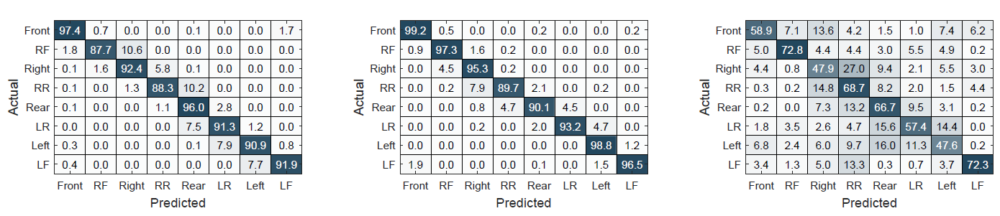 Front 97.4 0.7 0.0 0.0 0.1 0.0 0.0 1.7
RF 1.8 87.7 10.6 0.0 0.0 0.0 0.0 0.0
Right 0.1 1.6 92.4 5.8 0.1 0.0 0.0 0.0
RR 0.1 0.0 1.3 88.3 10.2 0.0 0.0 0.0
Rear 0.1 0.0 0.0 1.1 96.0 2.8 0.0 0.0
LR 0.0 0.0 0.0 0.0 7.5 91.3 1.2 0.0
Left 0.3 0.0 0.0 0.0 0.1 7.9 90.9 0.8
LF 0.4 0.0 0.0 0.0 0.0 0.0 7.7 91.9
Front RF Right RR Rear LR Left LF
Predicted
Actual
Front 99.2 0.5 0.0 0.0 0.2 0.0 0.0 0.2
RF 0.9 97.3 1.6 0.2 0.0 0.0 0.0 0.0
Right 0.0 4.5 95.3 0.2 0.0 0.0 0.0 0.0
RR 0.0 0.2 7.9 89.7 2.1 0.0 0.2 0.0
Rear 0.0 0.0 0.8 4.7 90.1 4.5 0.0 0.0
LR 0.0 0.0 0.2 0.0 2.0 93.2 4.7 0.0
Left 0.0 0.0 0.0 0.0 0.0 0.0 98.8 1.2
LF 1.9 0.0 0.0 0.0 0.1 0.0 1.5 96.5
Front RF Right RR Rear LR Left LF
Predicted
Actual
Front 58.9 7.1 13.6 4.2 1.5 1.0 7.4 6.2
RF 5.0 72.8 4.4 4.4 3.0 5.5 4.9 0.2
Right 4.4 0.8 47.9 27.0 9.4 2.1 5.5 3.0
RR 0.3 0.2 14.8 68.7 8.2 2.0 1.5 4.4
Rear 0.2 0.0 7.3 13.2 66.7 9.5 3.1 0.2
LR 1.8 3.5 2.6 4.7 15.6 57.4 14.4 0.0
Left 6.8 2.4 6.0 9.7 16.0 11.3 47.6 0.2
LF 3.4 1.3 5.0 13.3 0.3 0.7 3.7 72.3
Front RF Right RR Rear LR Left LF
Predicted
Actual